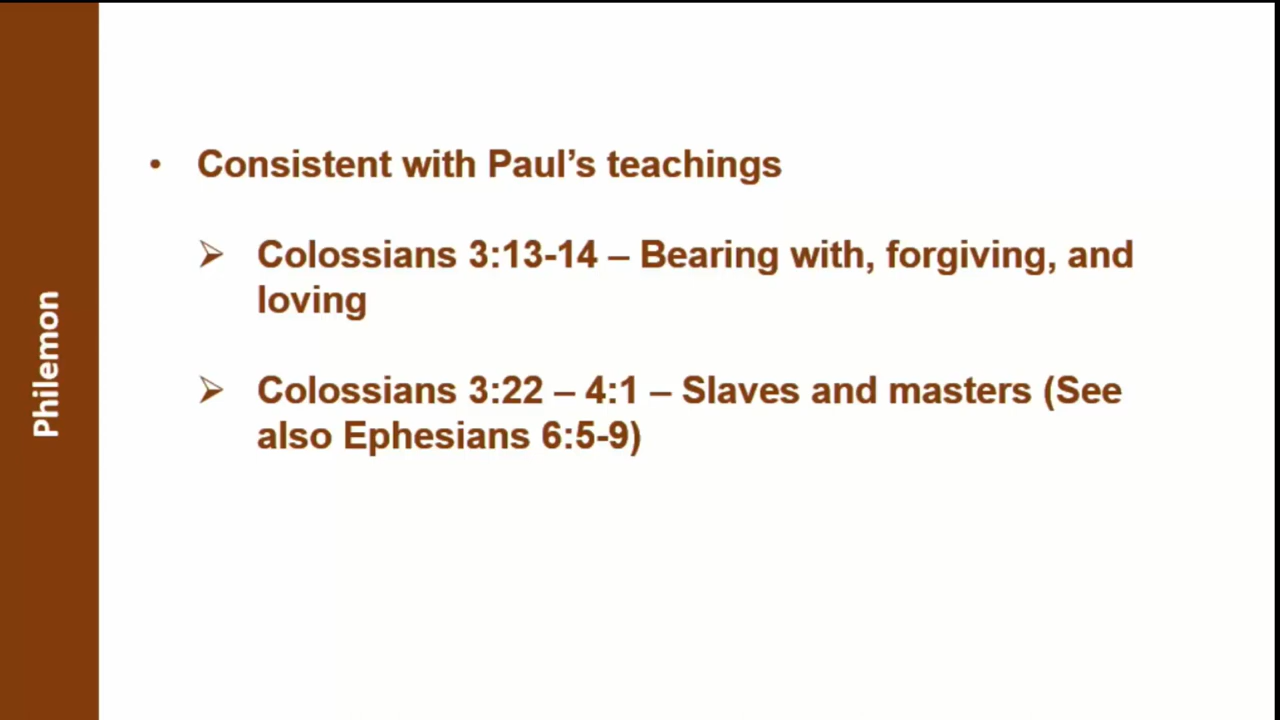 Philemon
• Consistent with Paul’s teachings
➢ Colossians 3:13-14 – Bearing with, forgiving, and
loving
➢ Colossians 3:22 – 4:1 – Slaves and masters (See
also Ephesians 6:5-9)